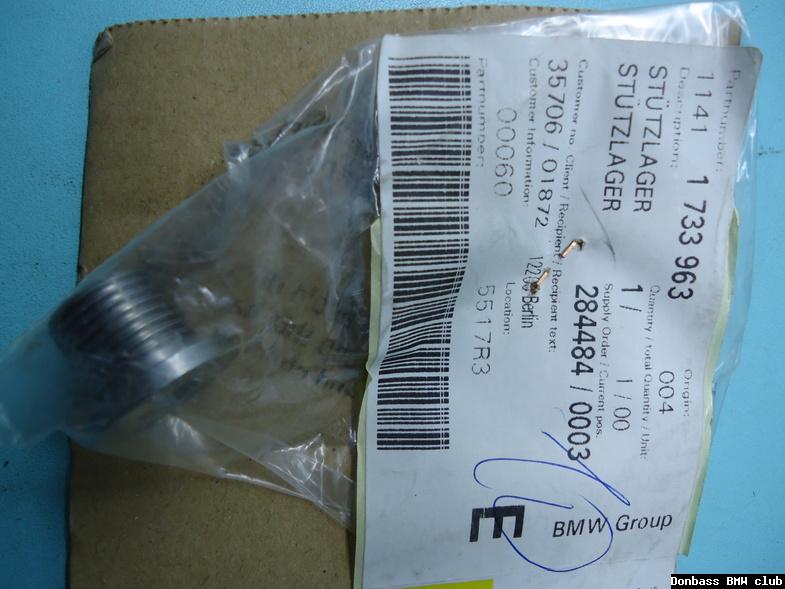 Partnumber: Origin:
1141 1 733 963 004
Description: Quantity / Total Quantity / Unit:
STÜTZLAGER 1 / 1 / 00
STÜTZLAGER
Supply Order / Current pos.
284484 / 0003
Customer no. Client / Recipient / Recipient text:
35706 / 01872 Berlin
Customer Information: Location:
00060 5517R3
Partnumber:
E
BMW Group
Donbass BMW club